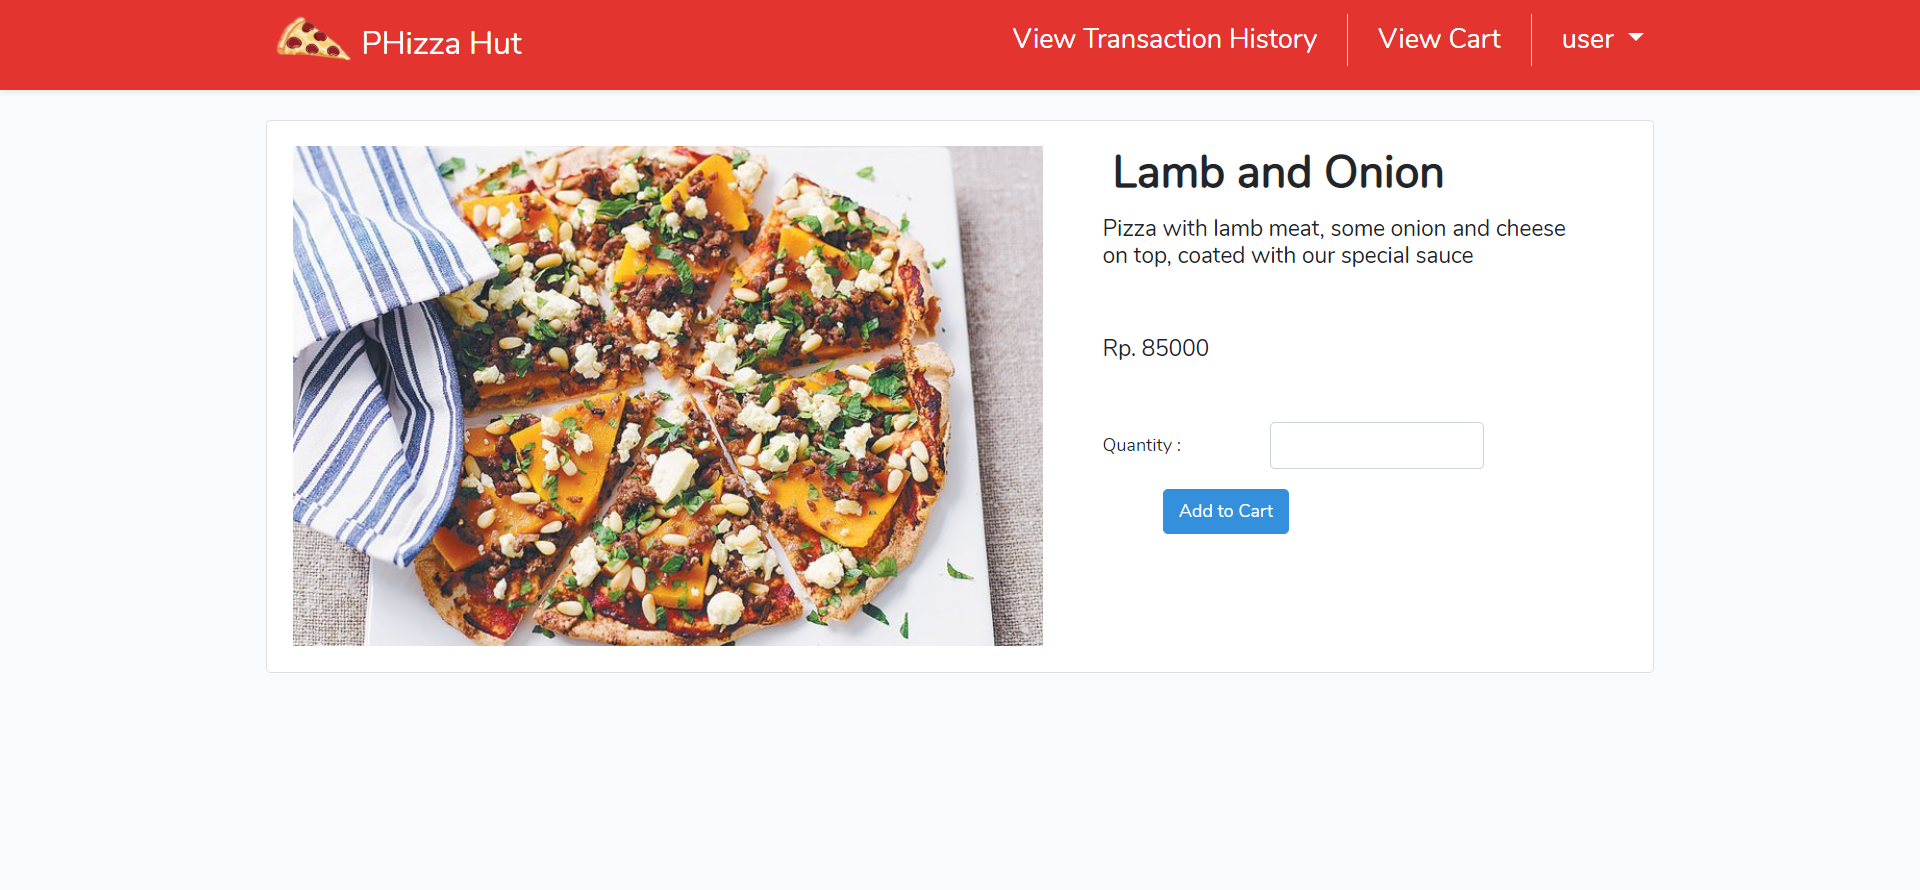 PHizza Hut
View Transaction History
View Cart
user
Lamb and Onion
Pizza with lamb meat, some onion and cheese
on top, coated with our special sauce
Rp. 85000
Quantity :
Add to Cart